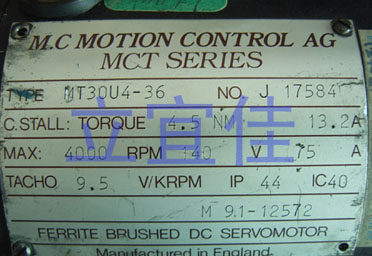 M.C MOTION CONTROL AG
MCT SERIES
TYPE MT30U4-36 NO. J 17584
C.STALL: TORQUE 4.5 NM 13.2A
MAX: 4000 RPM 140 V 75 A
立宜佳
TACHO 9.5 V/KRPM IP 44 IC40
M 91-12572
FERRITE BRUSHED DC SERVOMOTOR
Manufactured in England